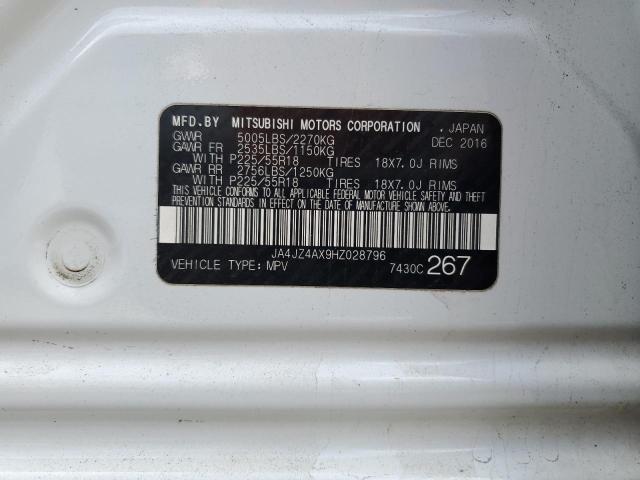 MFD.BY MITSUBISHI MOTORS CORPORATION , JAPAN
GWWR 5005LBS/2270KG DEC 2016
GAWR FR 2535LBS/1150KG
WITH P225/55R18 TIRES 18X7.0J RIMS
GAWR RR 2756LBS/1250KG
WITH P225/55R18 TIRES 18X7.0J RIMS
THIS VEHICLE CONFORMS TO ALL APPLICABLE FEDERAL MOTOR VEHICLE SAFETY AND THEFT
PREVENTION STANDARDS IN EFFECT ON THE DATE OF MANUFACTURE SHOWN ABOVE.
JA4JZ4AX9HZ028796
VEHICLE TYPE: MPV 7430C 267